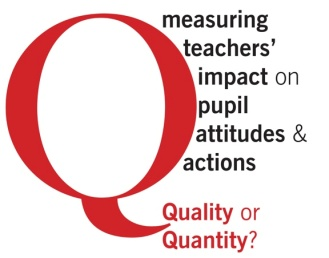 Q
measuring
teachers'
impact on
pupil
attitudes &
actions
Quality or
Quantity?